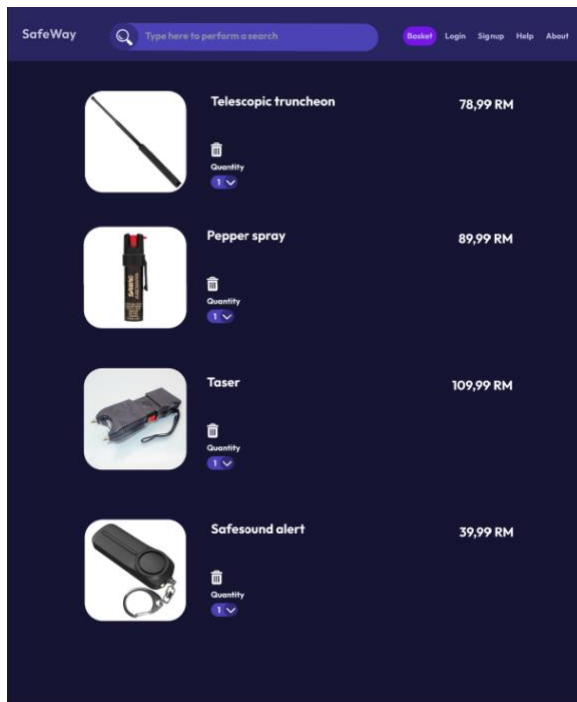 SafeWay
Type here to perform a search
Basket Login Signup Help About
Telescopic truncheon 78,99 RM
Quantity
1
Pepper spray 89,99 RM
SABRE
Quantity
1
Taser 109,99 RM
Quantity
1
Safesound alert 39,99 RM
Quantity
1